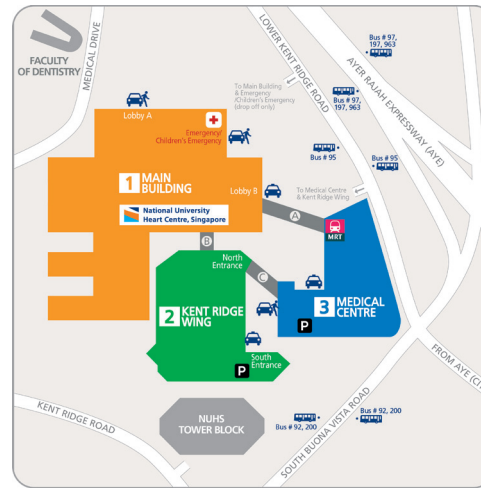 FACULTY
OF DENTISTRY
MEDICAL DRIVE
LOWER KENT RIDGE ROAD
Bus # 97,
197, 963
AYER RAJAH EXPRESSWAY (AYE)
To Main Building
& Emergency
/Children's Emergency
(drop off only)
Bus # 97,
197, 963
Lobby A
Emergency/
Children's Emergency
Bus # 95
Bus # 95
1 MAIN
BUILDING
Lobby B
To Medical Centre
& Kent Ridge Wing
National University
Heart Centre, Singapore
A
MRT
B
North
Entrance
C
2 KENT RIDGE
WING
3 MEDICAL
CENTRE
P
South
Entrance
P
FROM AYE (CI
KENT RIDGE ROAD
NUHS
TOWER BLOCK
Bus # 92, 200
Bus # 92, 200
SOUTH BUONA VISTA ROAD